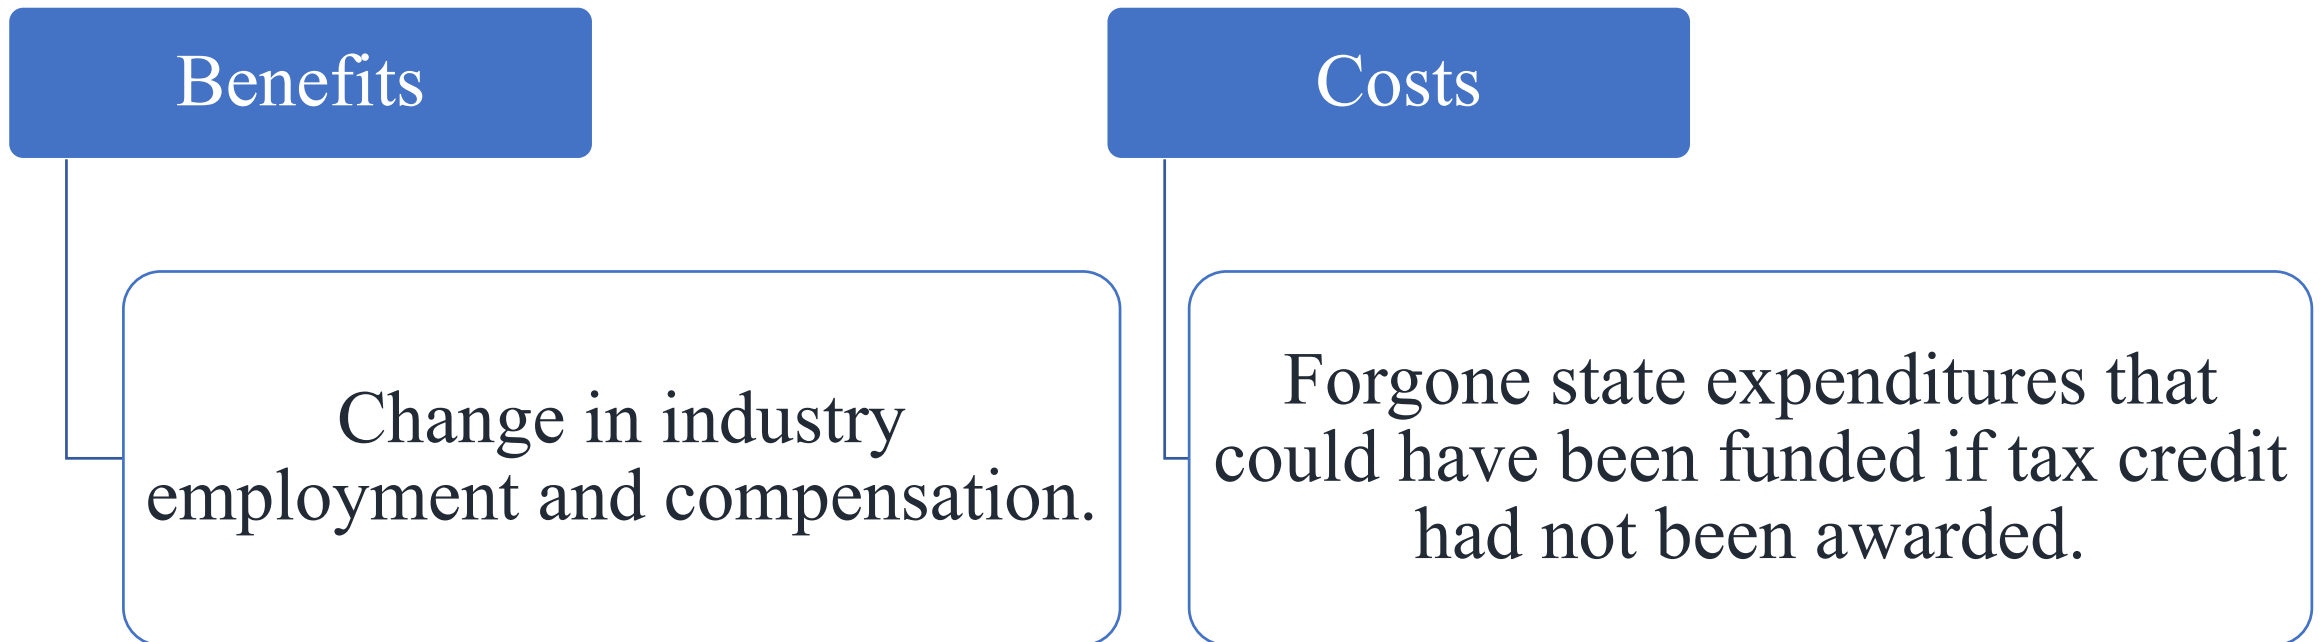 Benefits
Change in industry
employment and compensation.
Costs
Forgone state expenditures that
could have been funded if tax credit
had not been awarded.